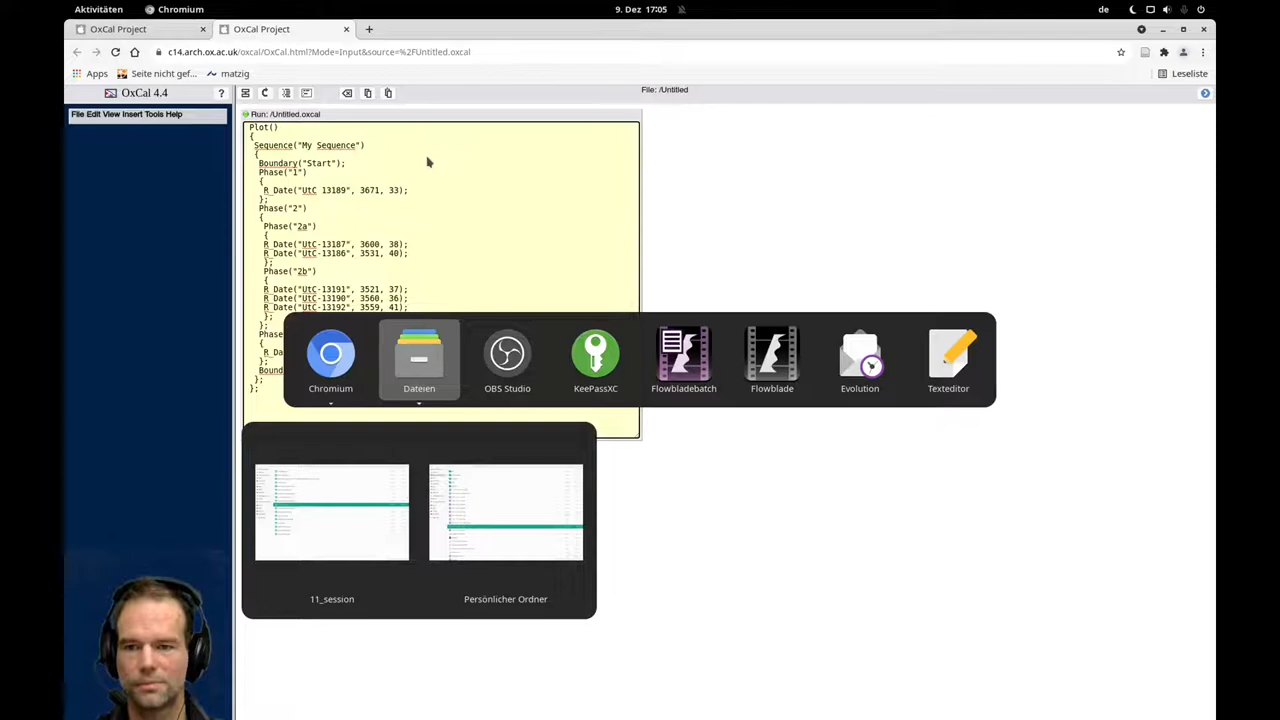 Aktivitäten
Chromium
9. Dez 17:05
de
OxCal Project
OxCal Project
c14.arch.ox.ac.uk/oxcal/OxCal.html?Mode=Input&source=%2FUntitled.oxcal
Apps
Seite nicht gef...
matzig
Leseliste
OxCal 4.4
?
File: /Untitled
File Edit View Insert Tools Help
Run: /Untitled.oxcal
Plot()
{
Sequence("My Sequence")
{
Boundary("Start");
Phase("1")
{
R_Date("UtC 13189", 3671, 33);
};
Phase("2")
{
Phase("2a")
{
R_Date("UtC-13187", 3600, 38);
R_Date("UtC-13186", 3531, 40);
};
Phase("2b")
{
R_Date("UtC-13191", 3521, 37);
R_Date("UtC-13190", 3560, 36);
R_Date("UtC-13192", 3559, 41);
};
};
Phase
{
R_Da
};
Bound
};
};
Chromium
Dateien
OBS Studio
KeePassXC
Flowbladebatch
Flowblade
Evolution
Texteditor
11_session
Persönlicher Ordner